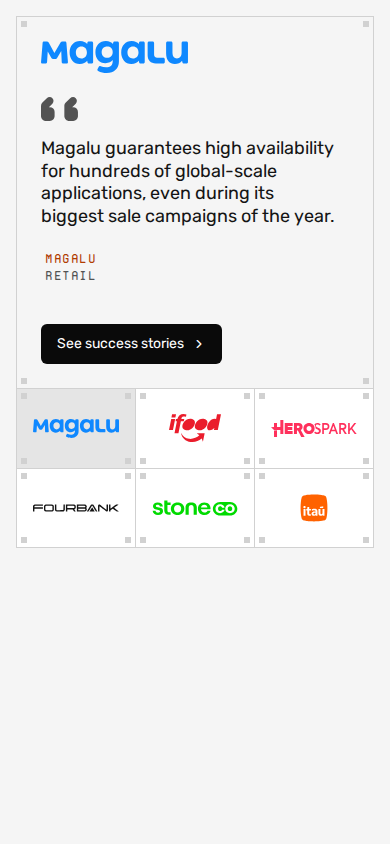 Magalu
Magalu guarantees high availability
for hundreds of global-scale
applications, even during its
biggest sale campaigns of the year.
MAGALU
RETAIL
See success stories
Magalu
ifood
HEROSPARK
FOURBANK
stone co
itaú